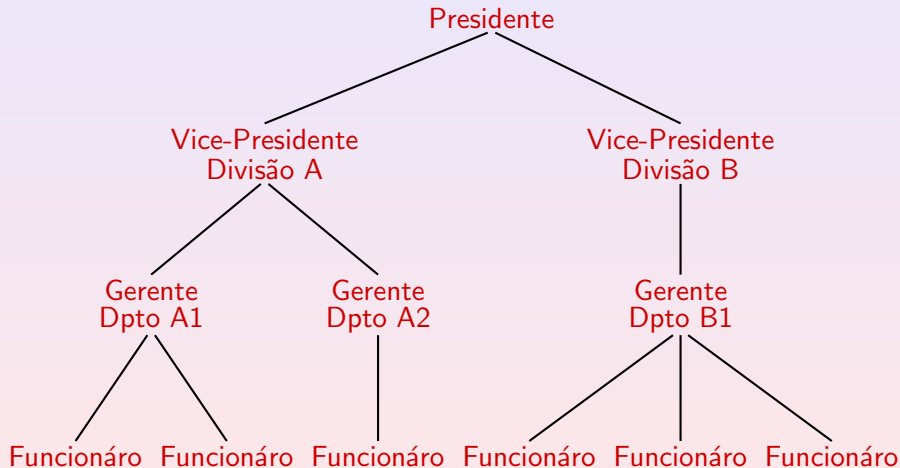 Presidente
Vice-Presidente
Divisão A
Vice-Presidente
Divisão B
Gerente
Dpto A1
Gerente
Dpto A2
Gerente
Dpto B1
Funcionáro Funcionáro Funcionáro Funcionáro Funcionáro Funcionáro